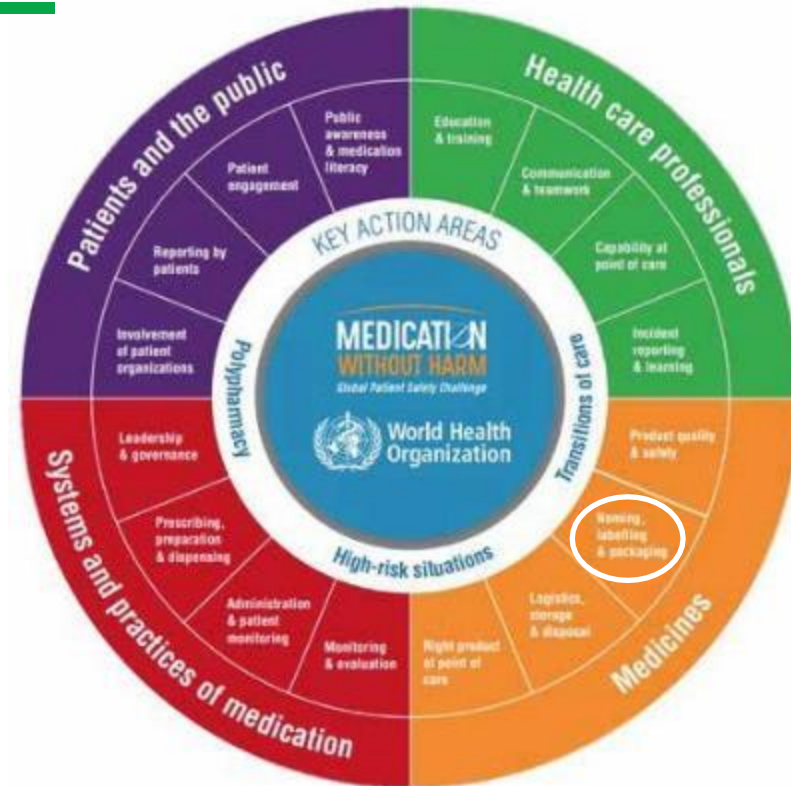 Patients and the public
Public
awareness
& medication
literacy
Patient
engagement
Reporting by
patients
Involvement
of patient
organizations
Health care professionals
Education
& training
Communication
& teamwork
Capability at
point of care
Incident
reporting
& learning
KEY ACTION AREAS
Polypharmacy
Transitions of care
High-risk situations
MEDICATION
WITHOUT HARM
Global Patient Safety Challenge
World Health
Organization
Systems and practices of medication
Leadership
& governance
Prescribing,
preparation
& dispensing
Administration
& patient
monitoring
Monitoring
& evaluation
Medicines
Product quality
& safety
Naming,
labelling
& packaging
Logistics,
storage
& disposal
Right product
at point of
care